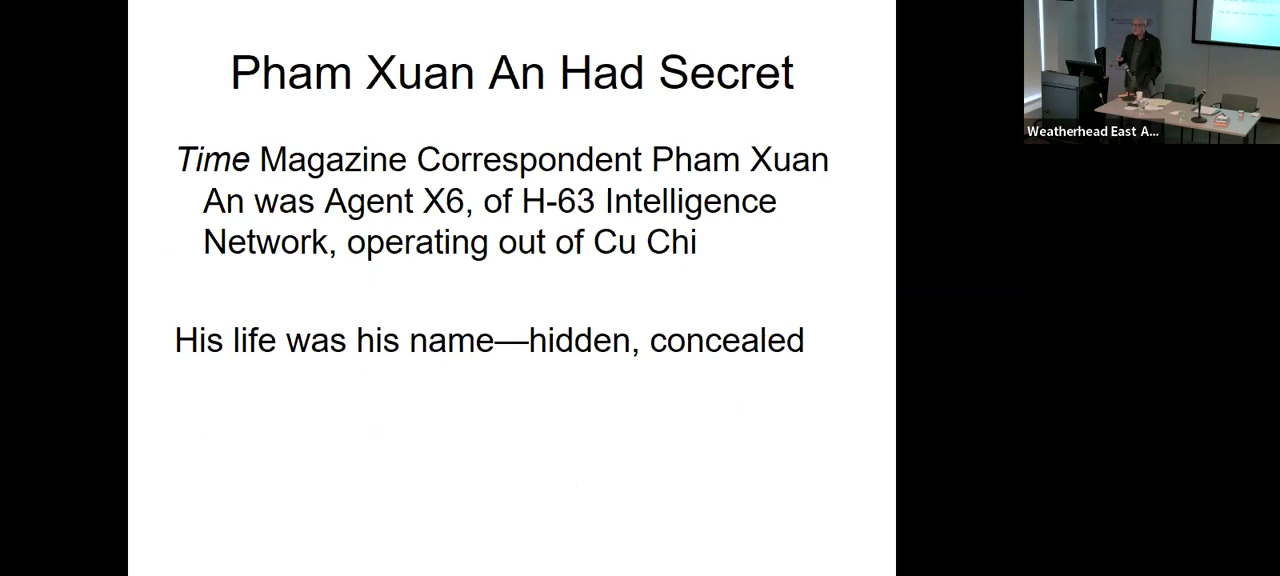 Pham Xuan An Had Secret
Time Magazine Correspondent Pham Xuan
An was Agent X6, of H-63 Intelligence
Network, operating out of Cu Chi
His life was his name—hidden, concealed
Weatherhead East A...